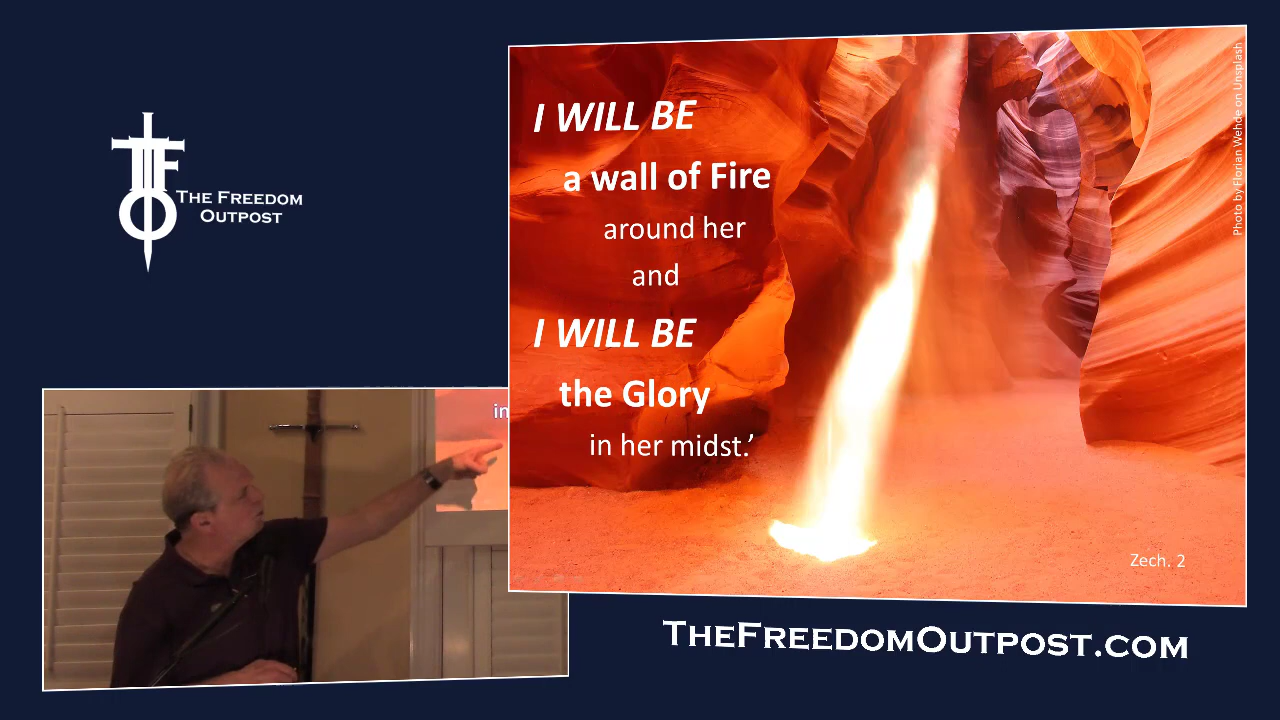 THE FREEDOM
OUTPOST
I WILL BE
a wall of Fire
around her
and
I WILL BE
the Glory
in her midst.’
Zech. 2
Photo by Florian Wehde on Unsplash
in
THEFREEDOMOUTPOST.COM